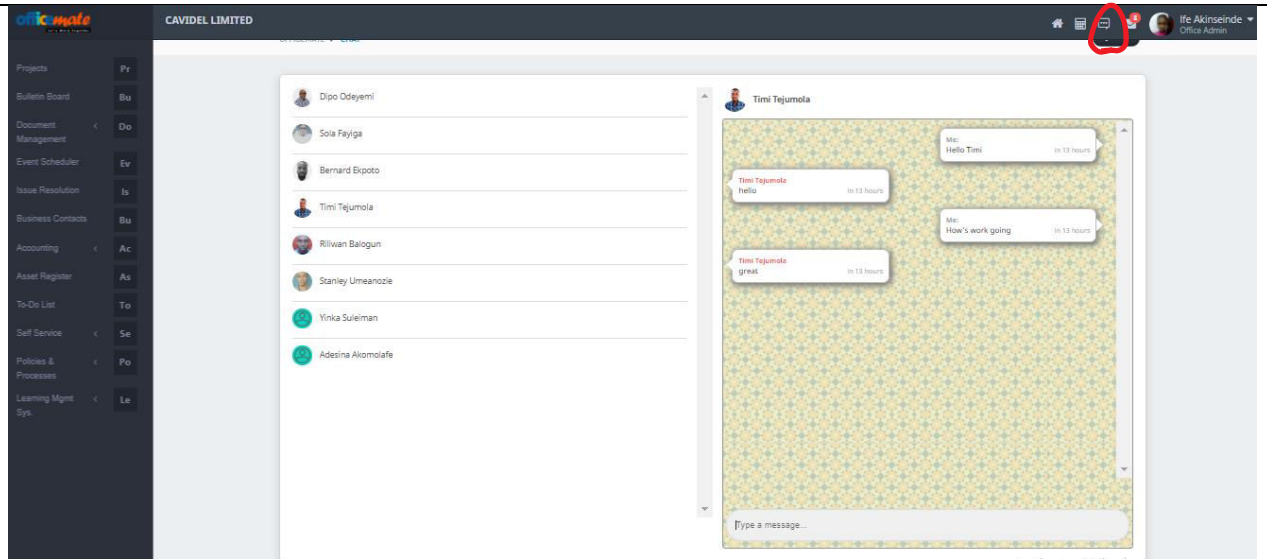 officemate
CAVIDEL LIMITED
3
Ife Akinseinde
Office Admin
Projects Pr
Bulletin Board Bu
Document Do
Management
Event Scheduler Ev
Issue Resolution Is
Business Contacts Bu
Accounting Ac
Asset Register As
To-Do List To
Self Service Se
Policies & Po
Processes
Learning Mgmt Le
Sys.
Dipo Odeyemi
Sola Fayiga
Bernard Ekpoto
Timi Tejumola
Riliwan Balogun
Stanley Umeanozie
Yinka Suleiman
Adesina Akomolafe
Timi Tejumola
Me:
Hello Timi in 13 hours
Timi Tejumola
hello in 13 hours
Me:
How's work going in 13 hours
Timi Tejumola
great in 13 hours
Type a message...